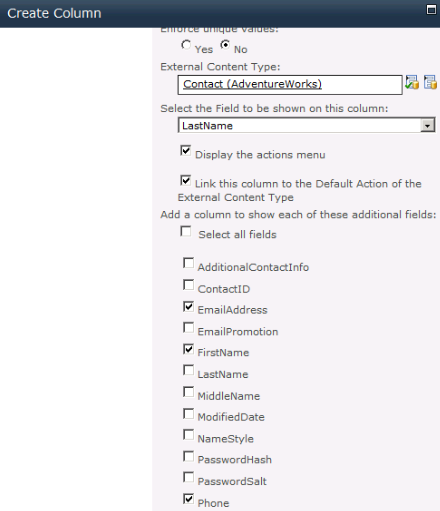 Create Column
Enforce unique values:
Yes No
External Content Type:
Contact (AdventureWorks)
Select the Field to be shown on this column:
LastName
Display the actions menu
Link this column to the Default Action of the
External Content Type
Add a column to show each of these additional fields:
Select all fields
AdditionalContactInfo
ContactID
EmailAddress
EmailPromotion
FirstName
LastName
MiddleName
ModifiedDate
NameStyle
PasswordHash
PasswordSalt
Phone